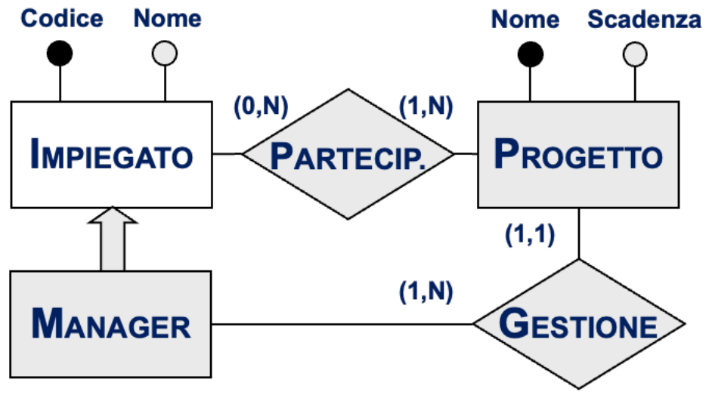 Codice Nome
Nome Scadenza
(0,N) (1,N)
IMPIEGATO
PARTECIP.
PROGETTO
(1,1)
(1,N)
MANAGER
GESTIONE